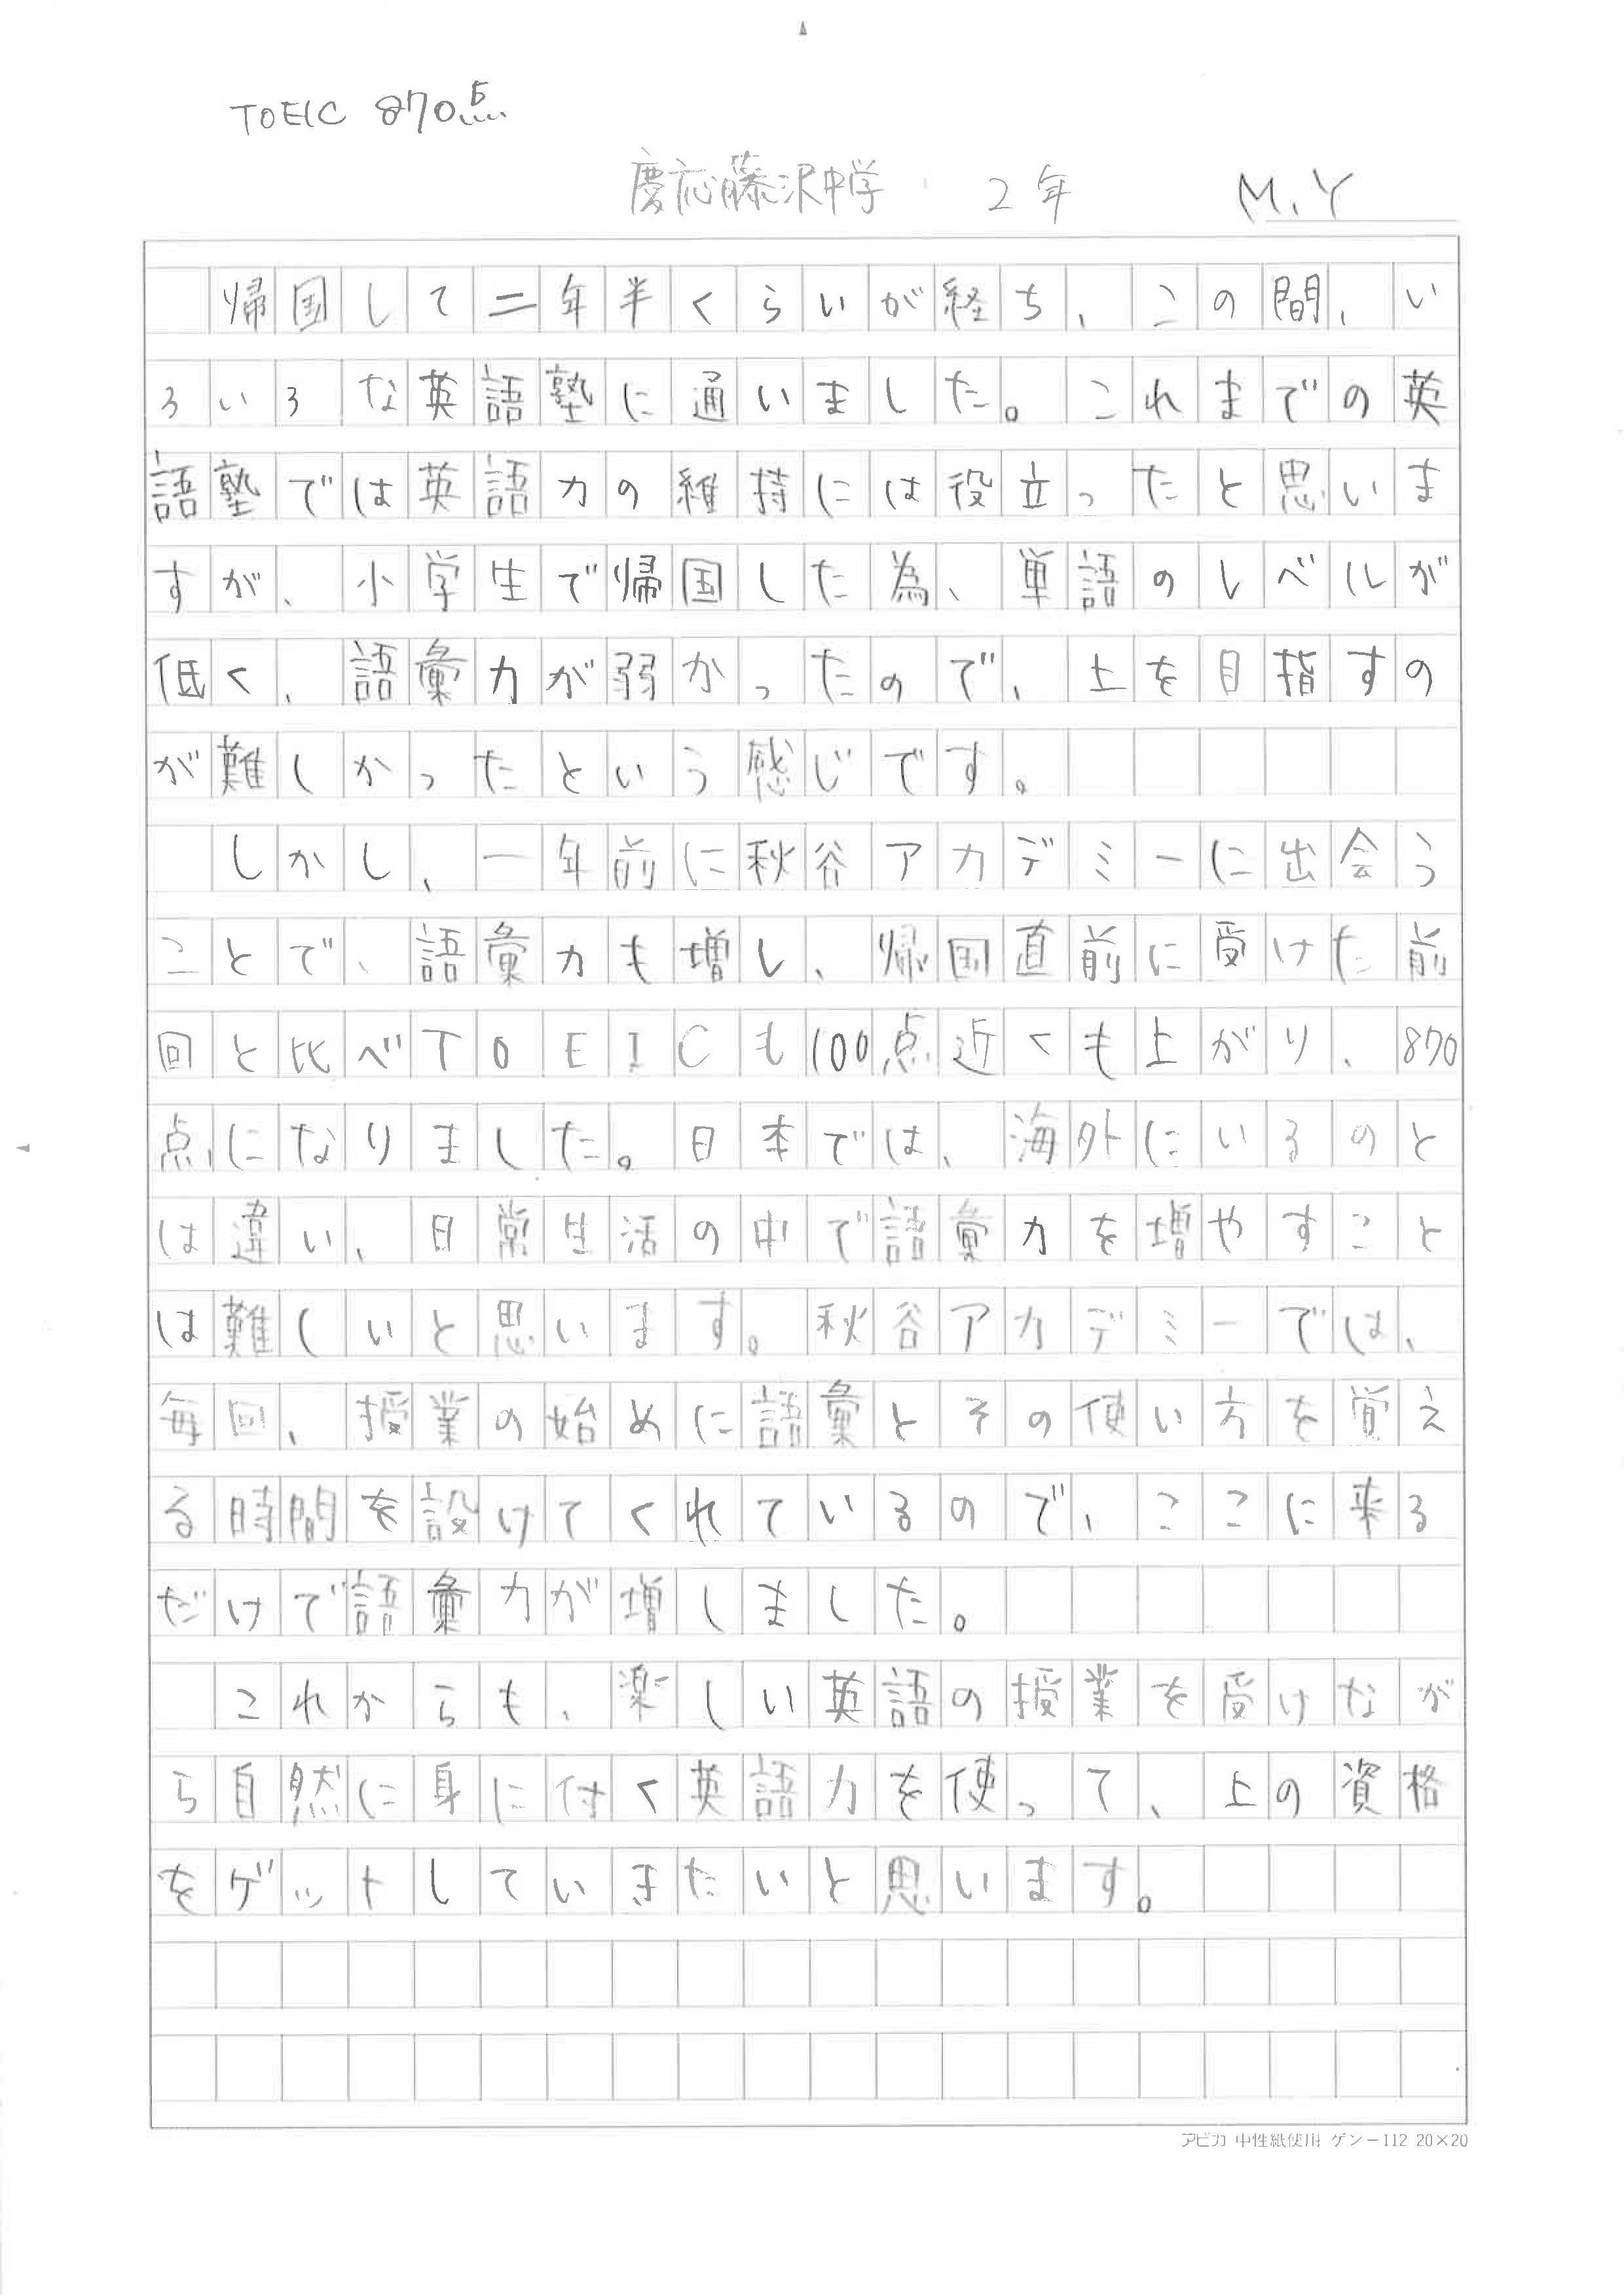 TOEIC 870点
慶応藤沢中学 2年 M.Y
帰国して二年半くらいが経ち、この間、い
ろいろな英語塾に通いました。これまでの英
語塾では英語力の維持には役立ったと思いま
すが、小学生で帰国した為、単語のレベルが
低く、語彙力が弱かったので、上を目指すの
が難しかったという感じです。
しかし、一年前に秋谷アカデミーに出会う
ことで、語彙力も増し、帰国直前に受けた前
回と比べTOEICも100点近くも上がり、870
点になりました。日本では、海外にいるのと
は違い、日常生活の中で語彙力を増やすこと
は難しいと思います。秋谷アカデミーでは、
毎回、授業の始めに語彙とその使い方を覚え
る時間を設けてくれているので、ここに来る
だけで語彙力が増しました。
これからも、楽しい英語の授業を受けなが
ら自然に身に付く英語力を使って、上の資格
をゲットしていきたいと思います。
アピカ 中性紙使用 ゲンー112 20×20